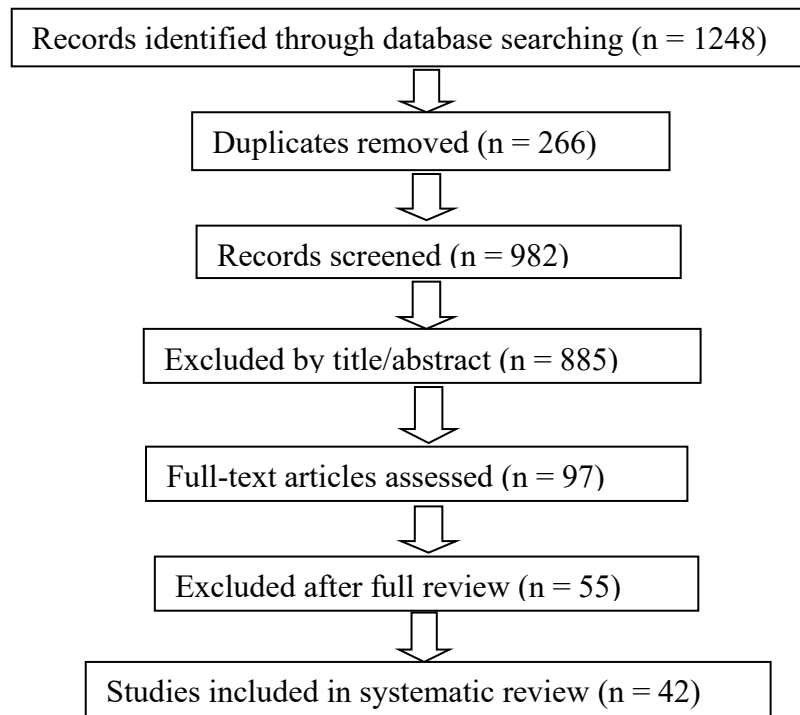 Records identified through database searching (n = 1248)
Duplicates removed (n = 266)
Records screened (n = 982)
Excluded by title/abstract (n = 885)
Full-text articles assessed (n = 97)
Excluded after full review (n = 55)
Studies included in systematic review (n = 42)